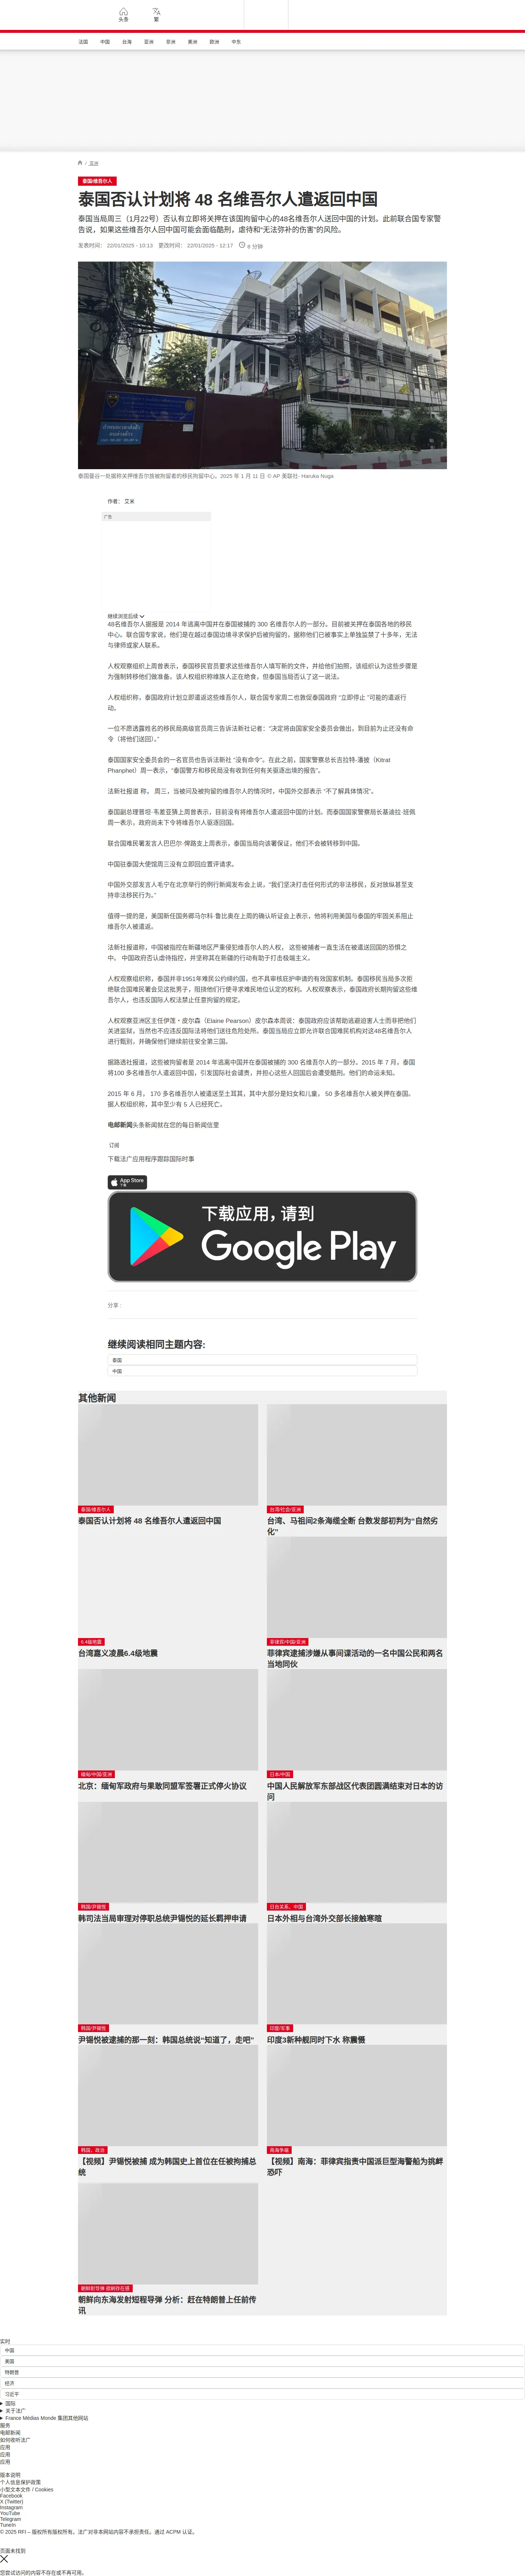 头条
繁
法国
中国
台海
亚洲
非洲
美洲
欧洲
中东
/ 亚洲
泰国/维吾尔人
泰国否认计划将 48 名维吾尔人遣返回中国
泰国当局周三（1月22号）否认有立即将关押在该国拘留中心的48名维吾尔人送回中国的计划。此前联合国专家警
告说，如果这些维吾尔人回中国可能会面临酷刑，虐待和“无法弥补的伤害”的风险。
发表时间： 22/01/2025 - 10:13 更改时间： 22/01/2025 - 12:17 6 分钟
泰国曼谷一处据称关押维吾尔族被拘留者的移民拘留中心。2025 年 1 月 11 日 © AP 美联社- Haruka Nuga
作者： 艾米
广告
继续浏览后续
48名维吾尔人据报是 2014 年逃离中国并在泰国被捕的 300 名维吾尔人的一部分。目前被关押在泰国各地的移民
中心。联合国专家说，他们是在越过泰国边境寻求保护后被拘留的，据称他们已被事实上单独监禁了十多年，无法
与律师或家人联系。
人权观察组织上周曾表示，泰国移民官员要求这些维吾尔人填写新的文件，并给他们拍照，该组织认为这些步骤是
为强制转移他们做准备。该人权组织称维族人正在绝食，但泰国当局否认了这一说法。
人权组织称，泰国政府计划立即遣返这些维吾尔人，联合国专家周二也敦促泰国政府 “立即停止 ”可能的遣返行
动。
一位不愿透露姓名的移民局高级官员周三告诉法新社记者：“决定将由国家安全委员会做出，到目前为止还没有命
令（将他们送回）。”
泰国国家安全委员会的一名官员也告诉法新社 “没有命令”。在此之前，国家警察总长吉拉特·潘披（Kitrat
Phanphet）周一表示，“泰国警方和移民局没有收到任何有关驱逐出境的报告”。
法新社报道 称， 周三，当被问及被拘留的维吾尔人的情况时，中国外交部表示 “不了解具体情况”。
泰国副总理普坦·韦差亚猜上周曾表示，目前没有将维吾尔人遣返回中国的计划。而泰国国家警察局长基迪拉·班佩
周一表示，政府尚未下令将维吾尔人驱逐回国。
联合国难民署发言人巴巴尔·俾路支上周表示，泰国当局向该署保证，他们不会被转移到中国。
中国驻泰国大使馆周三没有立即回应置评请求。
中国外交部发言人毛宁在北京举行的例行新闻发布会上说，“我们坚决打击任何形式的非法移民，反对放纵甚至支
持非法移民行为。”
值得一提的是，美国新任国务卿马尔科·鲁比奥在上周的确认听证会上表示，他将利用美国与泰国的牢固关系阻止
维吾尔人被遣返。
法新社报道称，中国被指控在新疆地区严重侵犯维吾尔人的人权， 这些被捕者一直生活在被遣送回国的恐惧之
中。 中国政府否认虐待指控，并坚称其在新疆的行动有助于打击极端主义。
人权观察组织称，泰国并非1951年难民公约缔约国，也不具审核庇护申请的有效国家机制。泰国移民当局多次拒
绝联合国难民署会见这批男子，阻挠他们行使寻求难民地位认定的权利。人权观察表示，泰国政府长期拘留这些维
吾尔人，也违反国际人权法禁止任意拘留的规定。
人权观察亚洲区主任伊莲・皮尔森（Elaine Pearson）皮尔森本周说：泰国政府应该帮助逃避迫害人士而非把他们
关进监狱，当然也不应违反国际法将他们送往危险处所。泰国当局应立即允许联合国难民机构对这48名维吾尔人
进行甄别，并确保他们继续前往安全第三国。
据路透社报道，这些被拘留者是 2014 年逃离中国并在泰国被捕的 300 名维吾尔人的一部分。2015 年 7 月，泰国
将100 多名维吾尔人遣返回中国，引发国际社会谴责，并担心这些人回国后会遭受酷刑。他们的命运未知。
2015 年 6 月， 170 多名维吾尔人被遣送至土耳其，其中大部分是妇女和儿童， 50 多名维吾尔人被关押在泰国。
据人权组织称，其中至少有 5 人已经死亡。
电邮新闻头条新闻就在您的每日新闻信里
订阅
下载法广应用程序跟踪国际时事
App Store
下载
下载应用，请到
Google Play
分享 :
继续阅读相同主题内容:
泰国
中国
其他新闻
泰国/维吾尔人
泰国否认计划将 48 名维吾尔人遣返回中国
台湾/社会/亚洲
台湾、马祖间2条海缆全断 台数发部初判为“自然劣
化”
6.4级地震
台湾嘉义凌晨6.4级地震
菲律宾/中国/亚洲
菲律宾逮捕涉嫌从事间谍活动的一名中国公民和两名
当地同伙
缅甸/中国/亚洲
北京：缅甸军政府与果敢同盟军签署正式停火协议
日本/中国
中国人民解放军东部战区代表团圆满结束对日本的访
问
韩国/尹锡悦
韩司法当局审理对停职总统尹锡悦的延长羁押申请
日台关系，中国
日本外相与台湾外交部长接触寒暄
韩国/尹锡悦
尹锡悦被逮捕的那一刻：韩国总统说“知道了，走吧”
印度/军事
印度3新种舰同时下水 称震慑
韩国，政治
【视频】尹锡悦被捕 成为韩国史上首位在任被拘捕总
统
南海争端
【视频】南海：菲律宾指责中国派巨型海警船为挑衅
恐吓
朝鲜射导弹 欲刷存在感
朝鲜向东海发射短程导弹 分析：赶在特朗普上任前传
讯
实时
中国
美国
特朗普
经济
习近平
国际
关于法广
France Médias Monde 集团其他网站
服务
电邮新闻
如何收听法广
应用
应用
应用
版本说明
个人信息保护政策
小型文本文件 / Cookies
Facebook
X (Twitter)
Instagram
YouTube
Telegram
TuneIn
© 2025 RFI – 版权所有版权所有。法广对非本网站内容不承担责任。通过 ACPM 认证。
页面未找到
您尝试访问的内容不存在或不再可用。